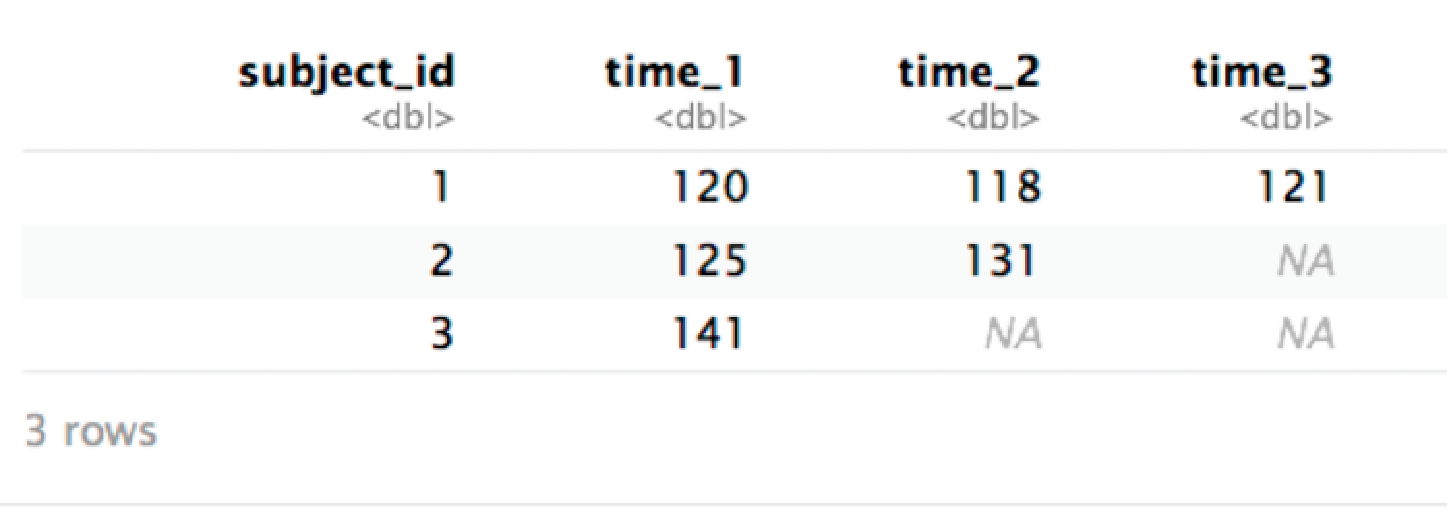 subject_id time_1 time_2 time_3
<dbl> <dbl> <dbl> <dbl>
1 120 118 121
2 125 131 NA
3 141 NA NA
3 rows